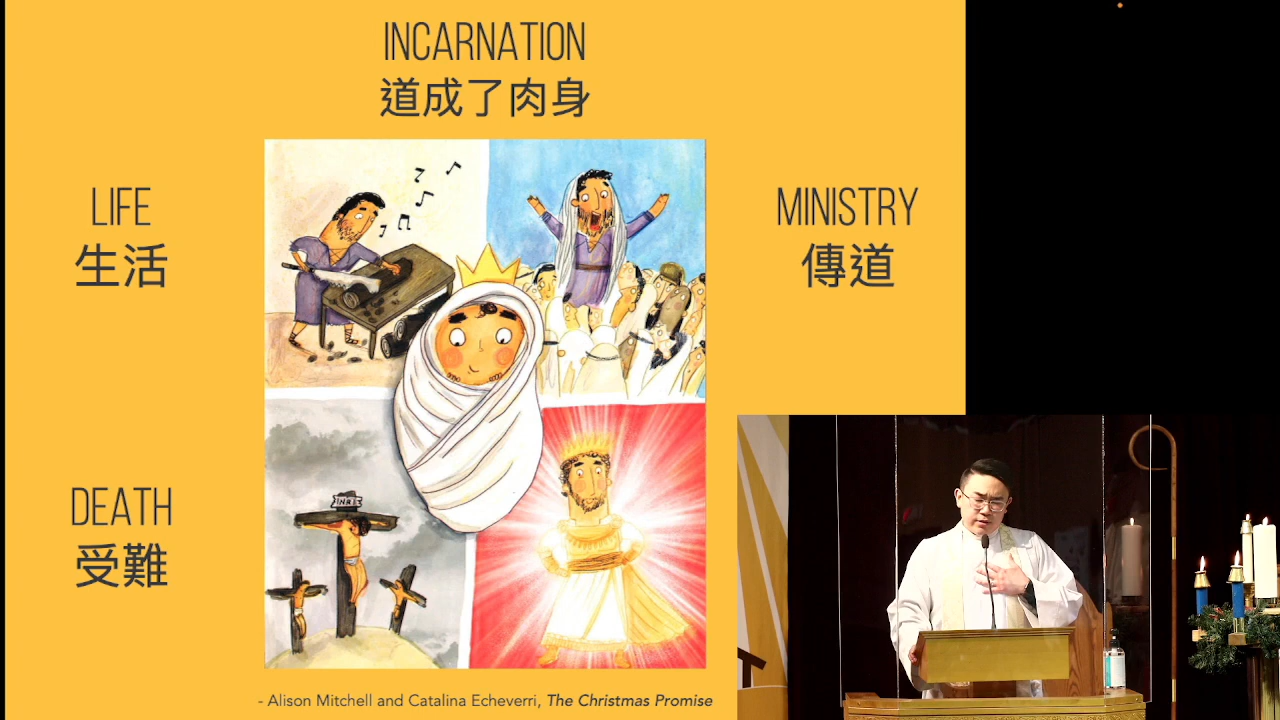 INCARNATION
道成了肉身
LIFE
生活
MINISTRY
傳道
INRI
DEATH
受難
- Alison Mitchell and Catalina Echeverri, The Christmas Promise